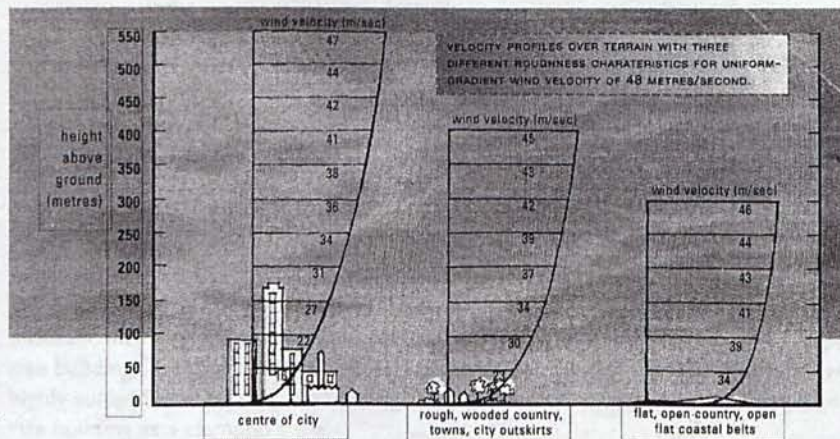 wind velocity (m/sec)
550
500
450
400
350
300
250
200
150
100
50
0
height
above
ground
(metres)
47
44
42
41
38
36
34
31
27
22
VELOCITY PROFILES OVER TERRAIN WITH THREE
DIFFERENT ROUGHNESS CHARATERISTICS FOR UNIFORM-
GRADIENT WIND VELOCITY OF 48 METRES/SECOND.
wind velocity (m/sec)
45
43
42
39
37
34
30
23
wind velocity (m/sec)
46
44
43
41
39
34
centre of city
rough, wooded country,
towns, city outskirts
flat, open-country, open
flat coastal belts